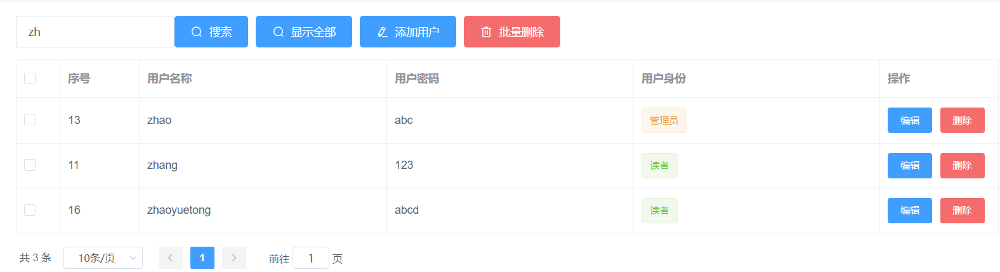 zh 搜索 显示全部 添加用户 批量删除
序号 用户名称 用户密码 用户身份 操作
13 zhao abc 管理员 编辑 删除
11 zhang 123 读者 编辑 删除
16 zhaoyuetong abcd 读者 编辑 删除
共 3 条 10条/页 1 前往 1 页